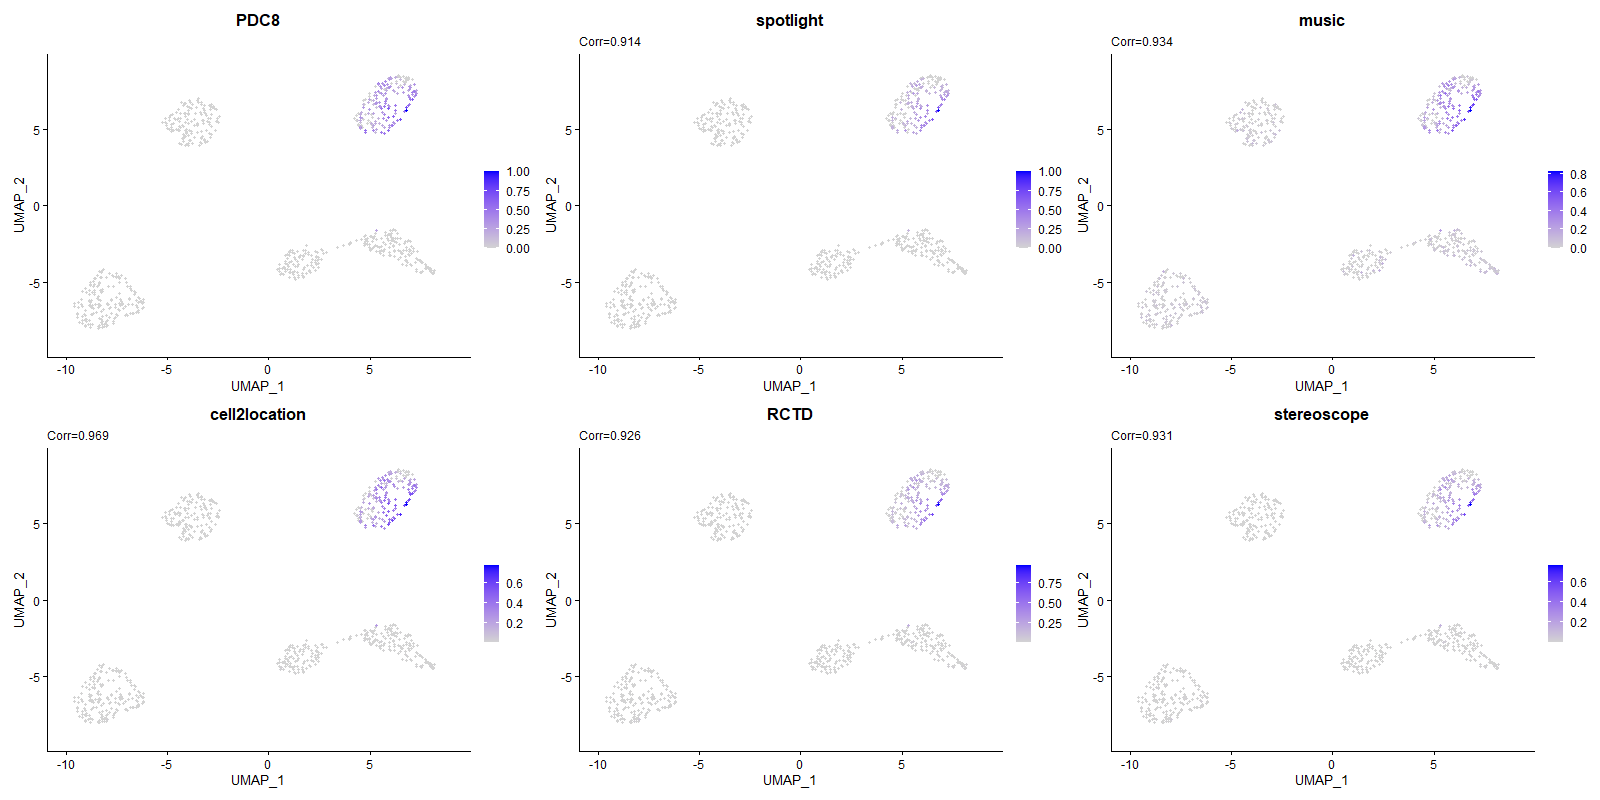 PDC8
5
0
-5
-10
-5
0
5
UMAP_2
UMAP_1
1.00
0.75
0.50
0.25
0.00
spotlight
Corr=0.914
5
0
-5
-10
-5
0
5
UMAP_2
UMAP_1
1.00
0.75
0.50
0.25
0.00
music
Corr=0.934
5
0
-5
-10
-5
0
5
UMAP_2
UMAP_1
0.8
0.6
0.4
0.2
0.0
cell2location
Corr=0.969
5
0
-5
-10
-5
0
5
UMAP_2
UMAP_1
0.6
0.4
0.2
RCTD
Corr=0.926
5
0
-5
-10
-5
0
5
UMAP_2
UMAP_1
0.75
0.50
0.25
stereoscope
Corr=0.931
5
0
-5
-10
-5
0
5
UMAP_2
UMAP_1
0.6
0.4
0.2